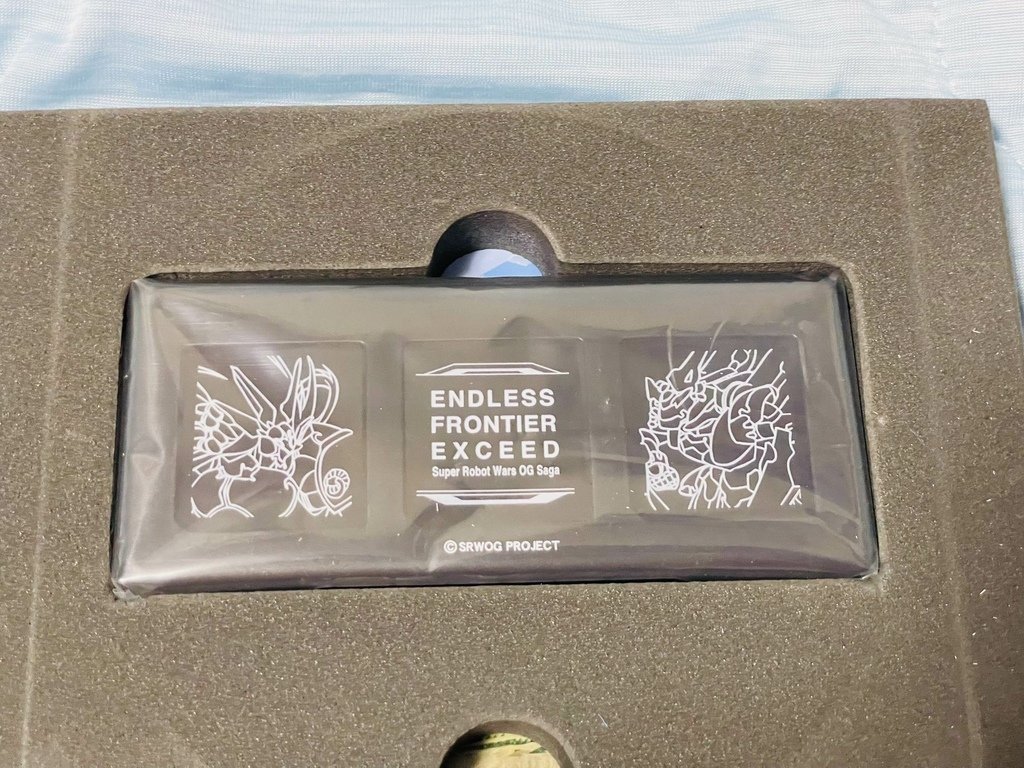 ENDLESS
FRONTIER
EXCEED
Super Robot Wars OG Saga
©SRWOG PROJECT